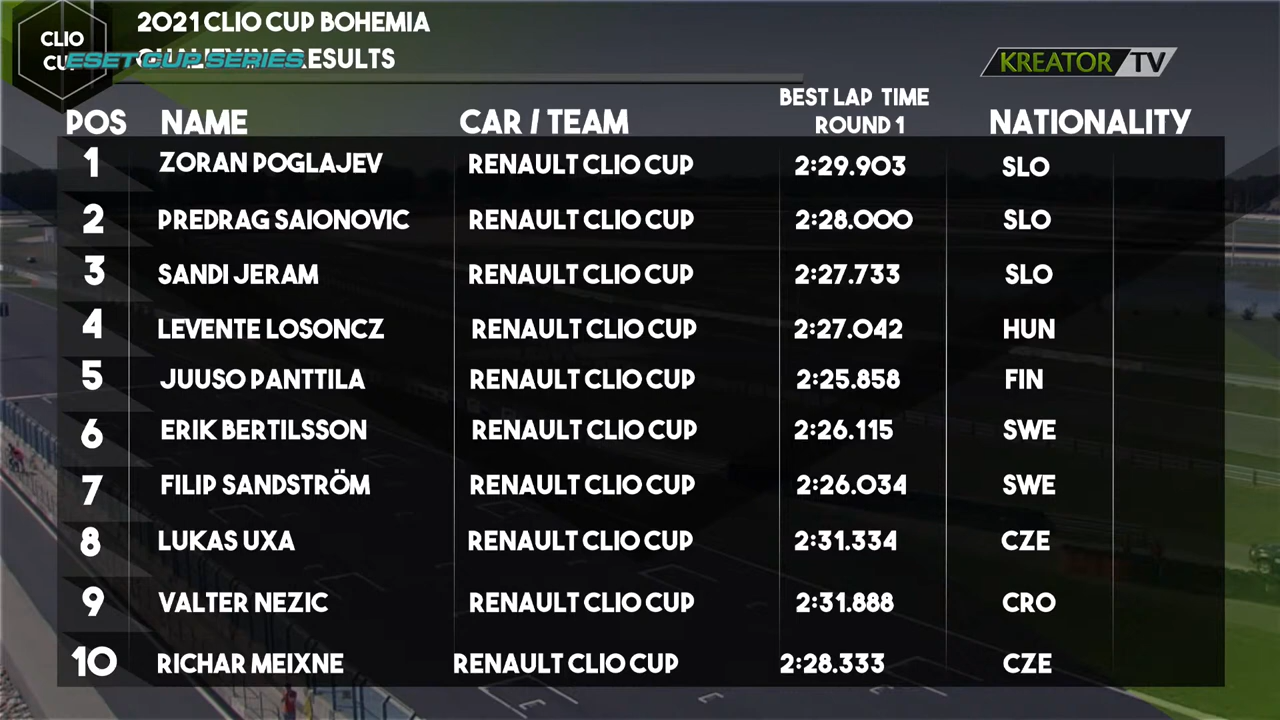 2021 CLIO CUP BOHEMIA
QUALIFYING RESULTS
CLIO
CUP
ESET CUP SERIES
KREATOR TV
POS NAME CAR / TEAM BEST LAP TIME ROUND 1 NATIONALITY
1 ZORAN POGLAJEV RENAULT CLIO CUP 2:29.903 SLO
2 PREDRAG SAIONOVIC RENAULT CLIO CUP 2:28.000 SLO
3 SANDI JERAM RENAULT CLIO CUP 2:27.733 SLO
4 LEVENTE LOSONCZ RENAULT CLIO CUP 2:27.042 HUN
5 JUUSO PANTTILA RENAULT CLIO CUP 2:25.858 FIN
6 ERIK BERTILSSON RENAULT CLIO CUP 2:26.115 SWE
7 FILIP SANDSTRÖM RENAULT CLIO CUP 2:26.034 SWE
8 LUKAS UXA RENAULT CLIO CUP 2:31.334 CZE
9 VALTER NEZIC RENAULT CLIO CUP 2:31.888 CRO
10 RICHAR MEIXNE RENAULT CLIO CUP 2:28.333 CZE